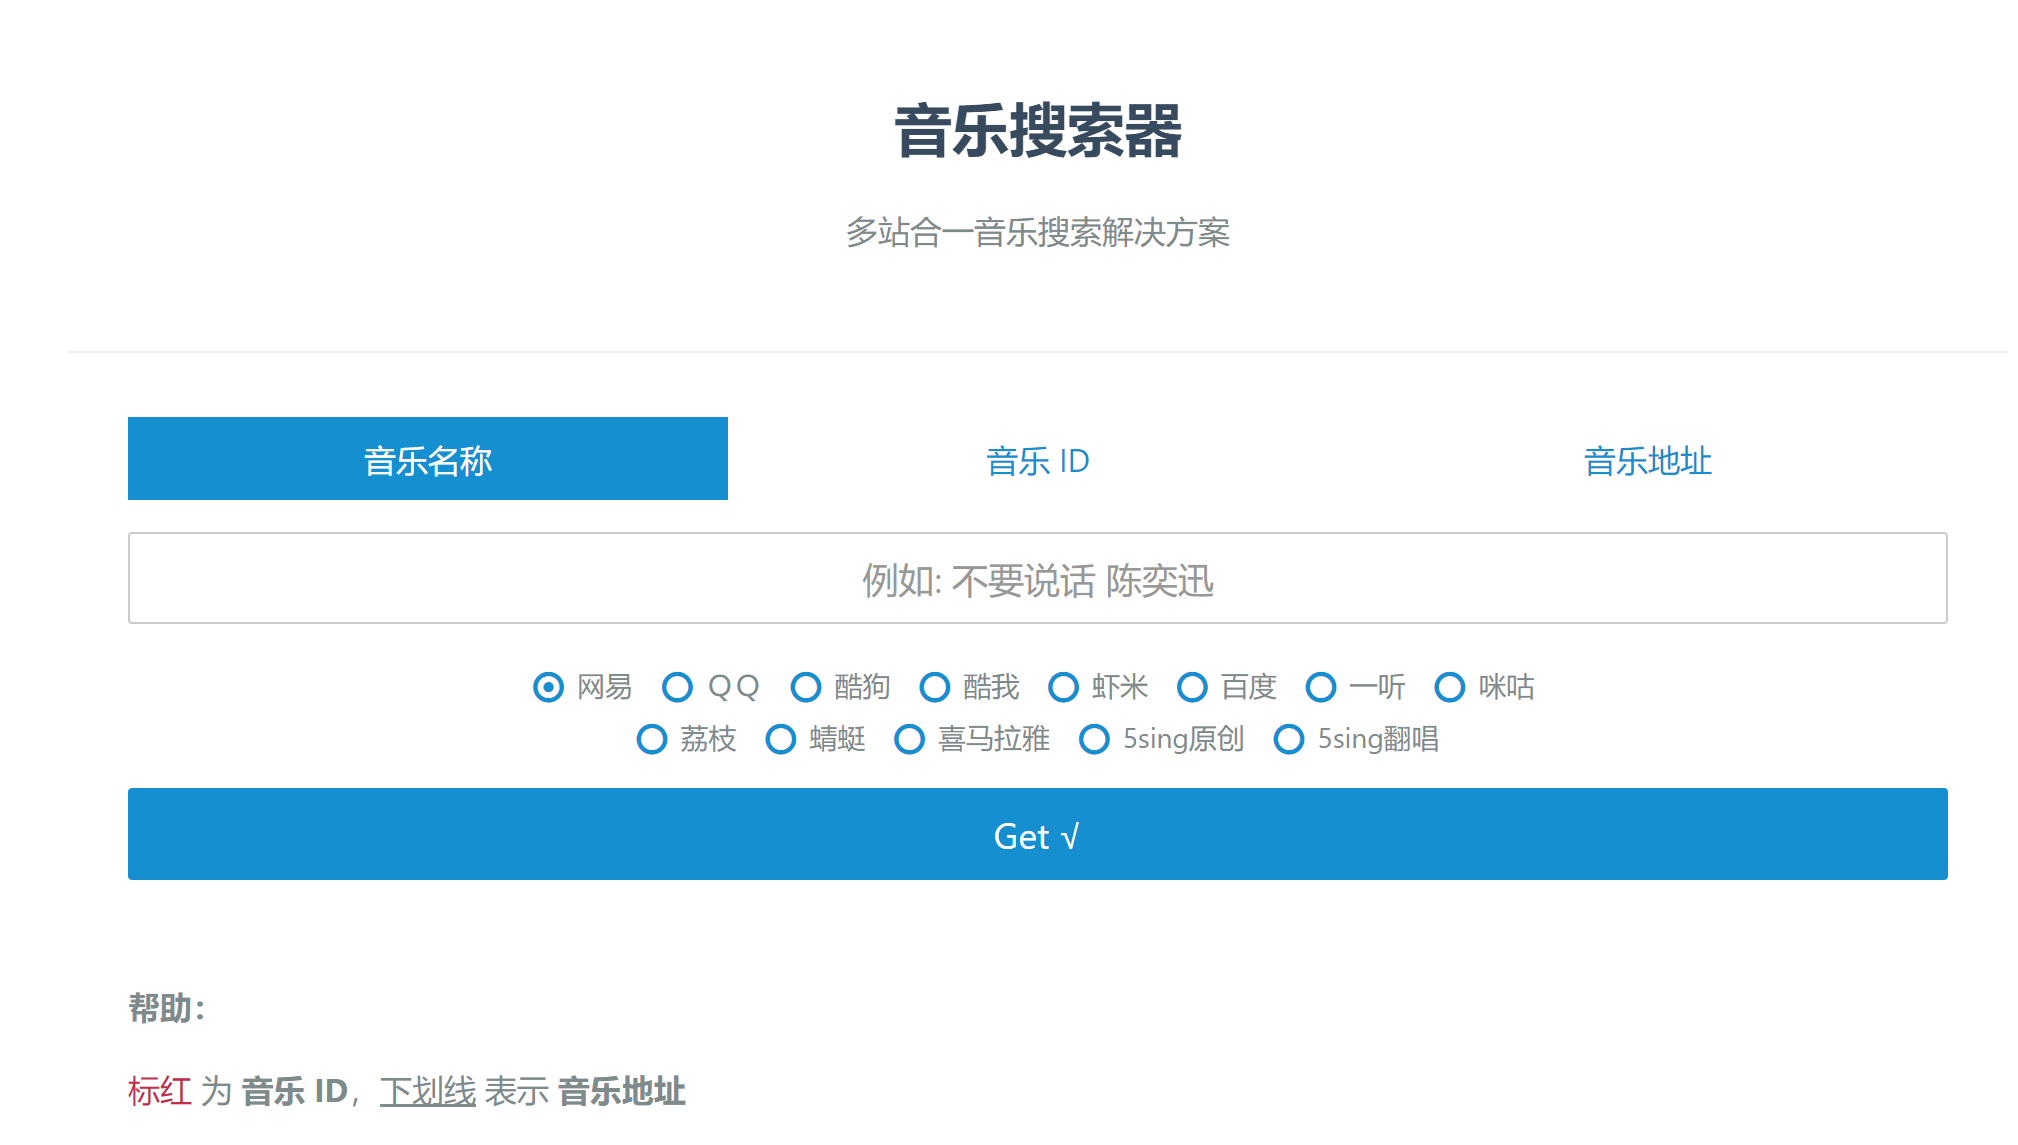 音乐搜索器
多站合一音乐搜索解决方案
音乐名称 音乐 ID 音乐地址
例如: 不要说话 陈奕迅
网易 QQ 酷狗 酷我 虾米 百度 一听 咪咕
荔枝 蜻蜓 喜马拉雅 5sing原创 5sing翻唱
Get √
帮助：
标红 为 音乐 ID，下划线 表示 音乐地址